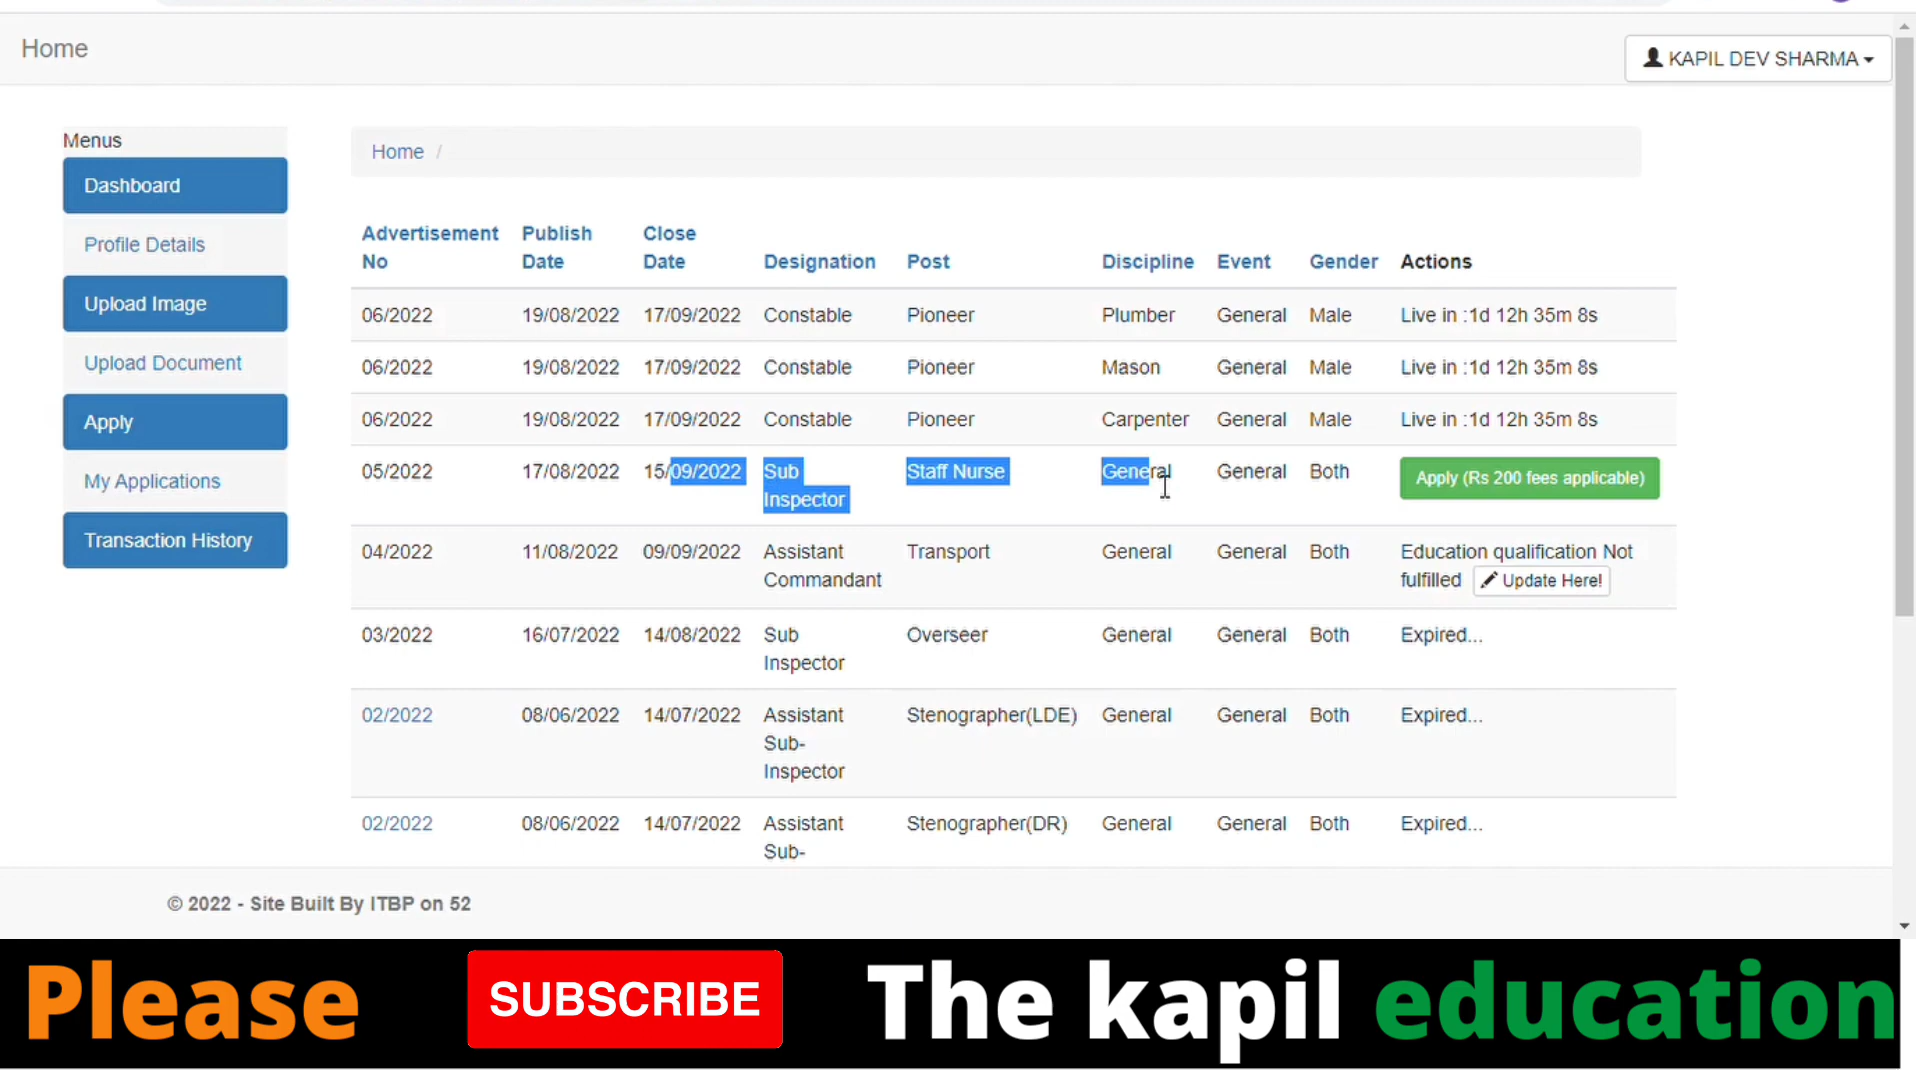 Home
KAPIL DEV SHARMA
Menus
Dashboard
Profile Details
Upload Image
Upload Document
Apply
My Applications
Transaction History
Home /
Advertisement No Publish Date Close Date Designation Post Discipline Event Gender Actions
06/2022 19/08/2022 17/09/2022 Constable Pioneer Plumber General Male Live in :1d 12h 35m 8s
06/2022 19/08/2022 17/09/2022 Constable Pioneer Mason General Male Live in :1d 12h 35m 8s
06/2022 19/08/2022 17/09/2022 Constable Pioneer Carpenter General Male Live in :1d 12h 35m 8s
05/2022 17/08/2022 15/09/2022 Sub Inspector Staff Nurse General General Both Apply (Rs 200 fees applicable)
04/2022 11/08/2022 09/09/2022 Assistant Commandant Transport General General Both Education qualification Not fulfilled Update Here!
03/2022 16/07/2022 14/08/2022 Sub Inspector Overseer General General Both Expired...
02/2022 08/06/2022 14/07/2022 Assistant Sub-Inspector Stenographer(LDE) General General Both Expired...
02/2022 08/06/2022 14/07/2022 Assistant Sub- Stenographer(DR) General General Both Expired...
© 2022 - Site Built By ITBP on 52
Please SUBSCRIBE The kapil education